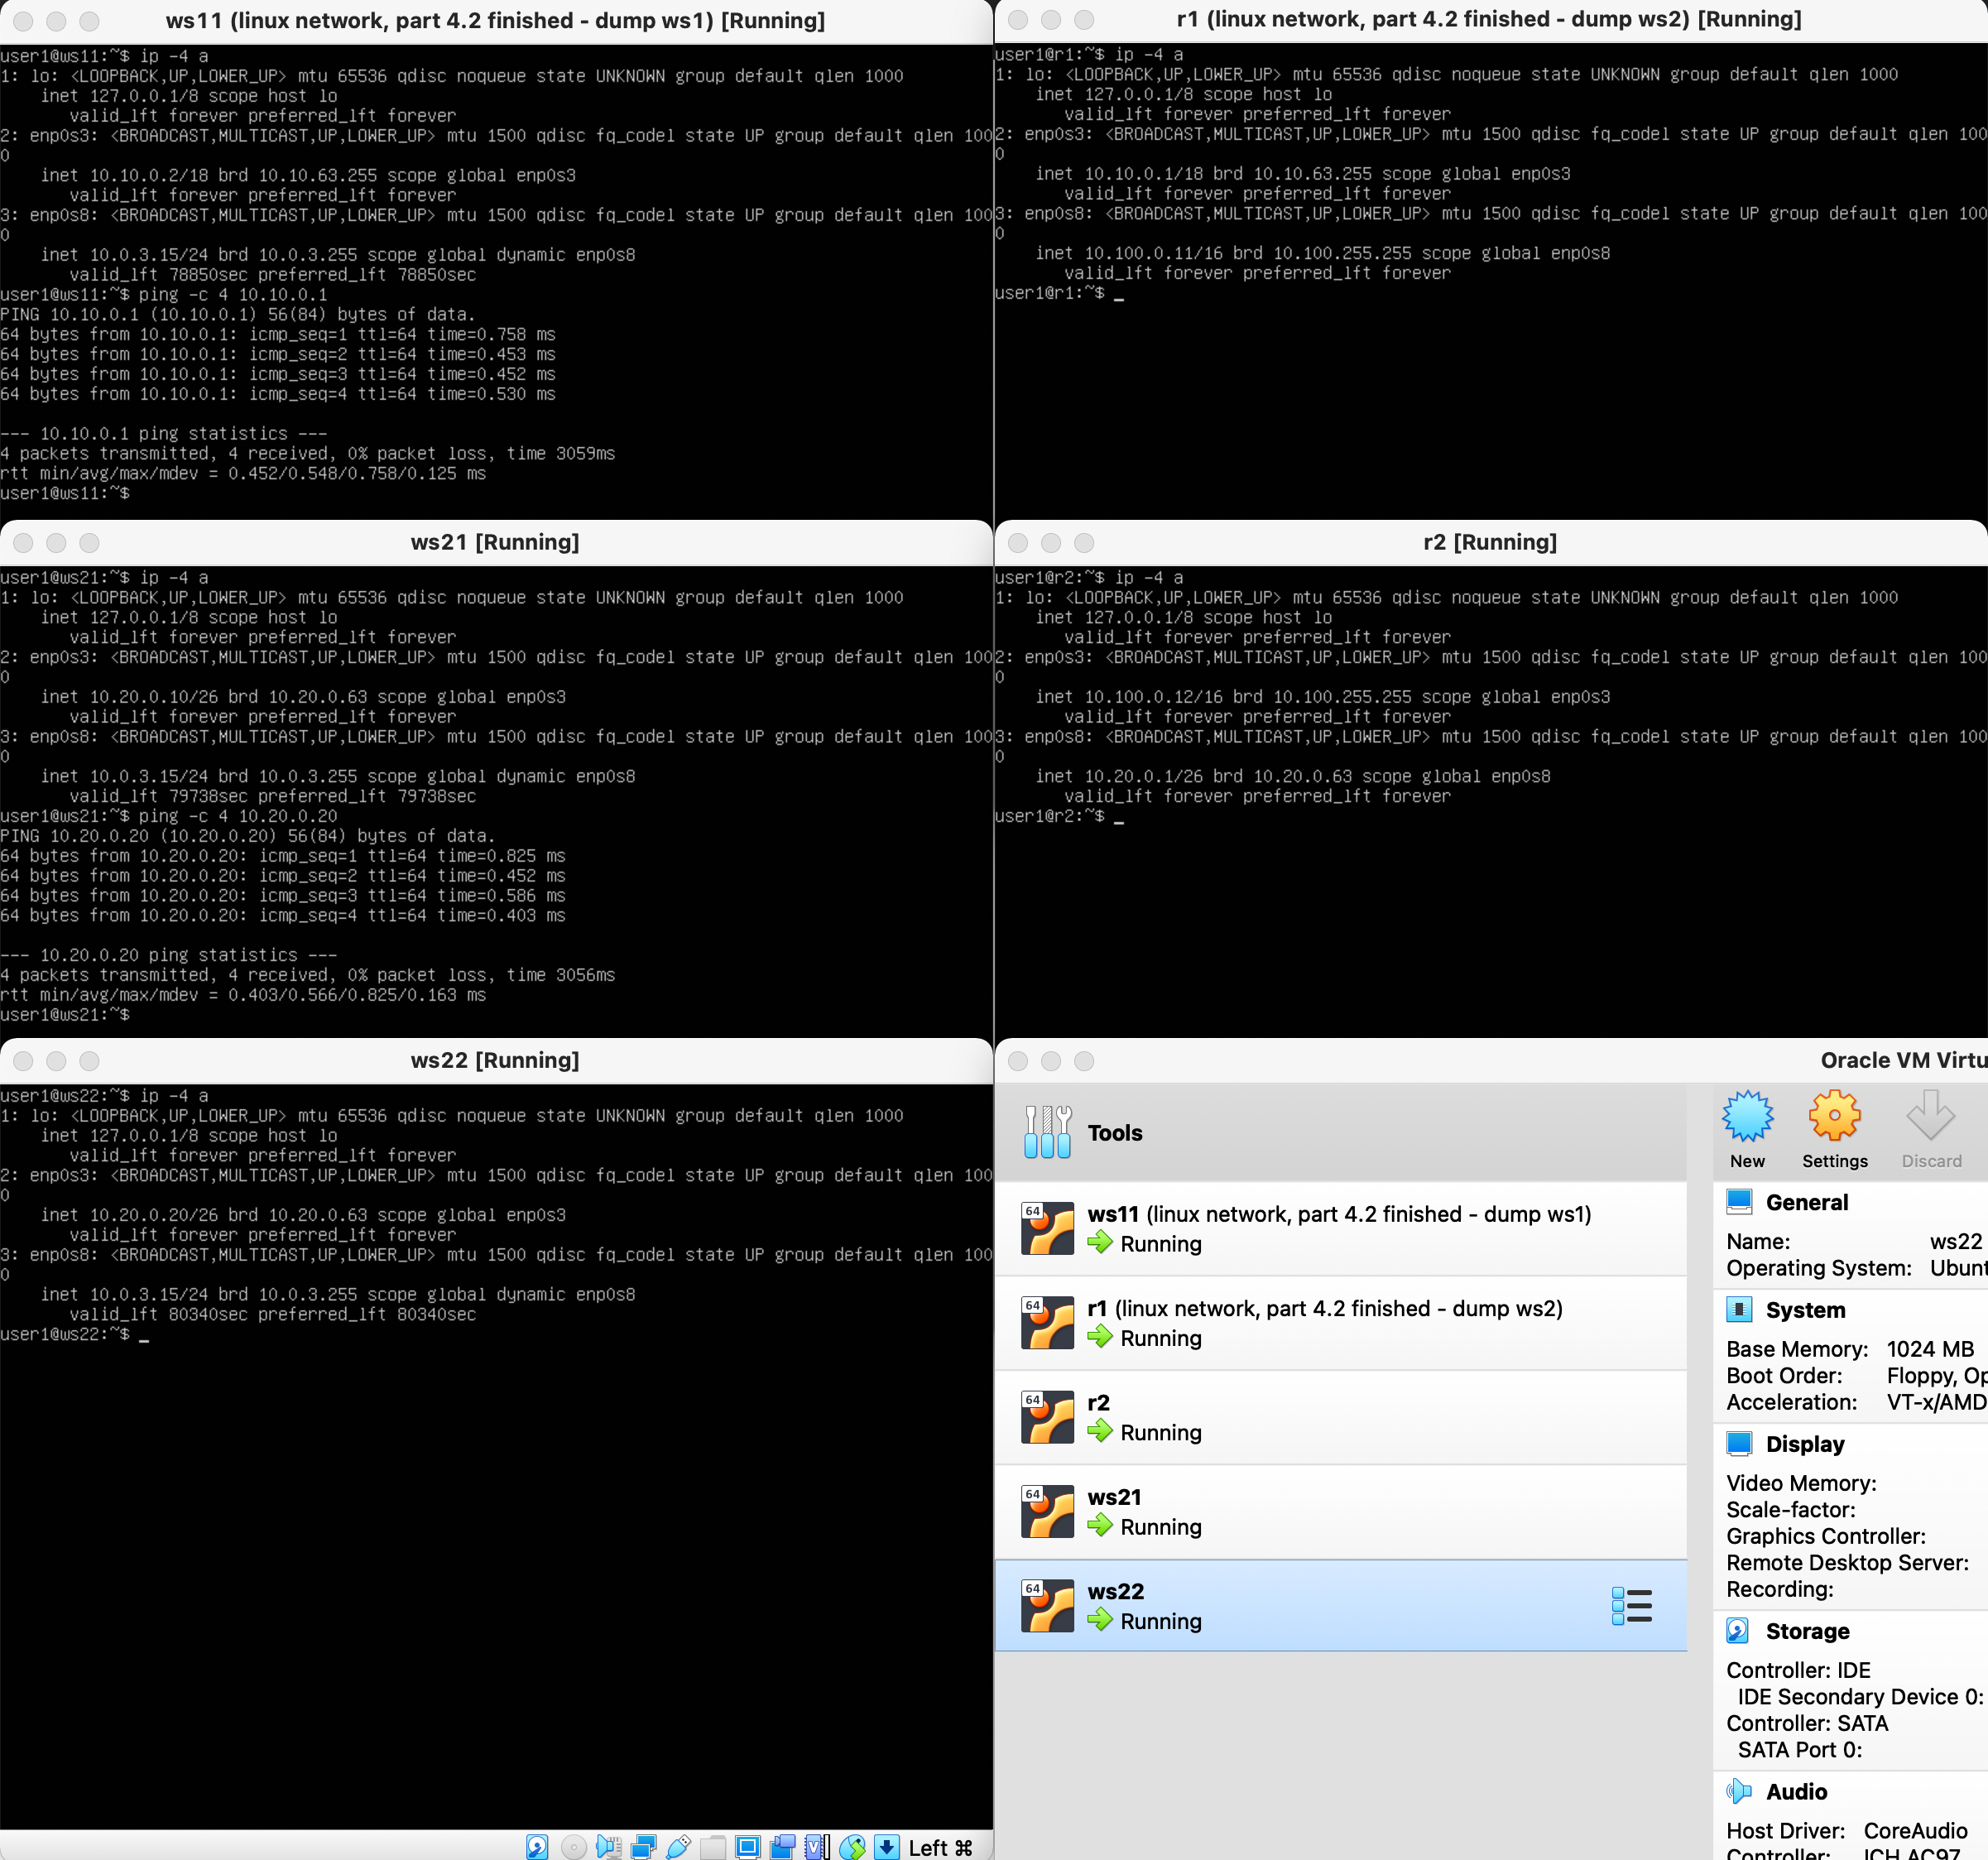 ws11 (linux network, part 4.2 finished - dump ws1) [Running]
user1@ws11:~$ ip -4 a
1: lo: <LOOPBACK,UP,LOWER_UP> mtu 65536 qdisc noqueue state UNKNOWN group default qlen 1000
    inet 127.0.0.1/8 scope host lo
       valid_lft forever preferred_lft forever
2: enp0s3: <BROADCAST,MULTICAST,UP,LOWER_UP> mtu 1500 qdisc fq_codel state UP group default qlen 100
0
    inet 10.10.0.2/18 brd 10.10.63.255 scope global enp0s3
       valid_lft forever preferred_lft forever
3: enp0s8: <BROADCAST,MULTICAST,UP,LOWER_UP> mtu 1500 qdisc fq_codel state UP group default qlen 100
0
    inet 10.0.3.15/24 brd 10.0.3.255 scope global dynamic enp0s8
       valid_lft 78850sec preferred_lft 78850sec
user1@ws11:~$ ping -c 4 10.10.0.1
PING 10.10.0.1 (10.10.0.1) 56(84) bytes of data.
64 bytes from 10.10.0.1: icmp_seq=1 ttl=64 time=0.758 ms
64 bytes from 10.10.0.1: icmp_seq=2 ttl=64 time=0.453 ms
64 bytes from 10.10.0.1: icmp_seq=3 ttl=64 time=0.452 ms
64 bytes from 10.10.0.1: icmp_seq=4 ttl=64 time=0.530 ms
--- 10.10.0.1 ping statistics ---
4 packets transmitted, 4 received, 0% packet loss, time 3059ms
rtt min/avg/max/mdev = 0.452/0.548/0.758/0.125 ms
user1@ws11:~$
r1 (linux network, part 4.2 finished - dump ws2) [Running]
user1@r1:~$ ip -4 a
1: lo: <LOOPBACK,UP,LOWER_UP> mtu 65536 qdisc noqueue state UNKNOWN group default qlen 1000
    inet 127.0.0.1/8 scope host lo
       valid_lft forever preferred_lft forever
2: enp0s3: <BROADCAST,MULTICAST,UP,LOWER_UP> mtu 1500 qdisc fq_codel state UP group default qlen 100
0
    inet 10.10.0.1/18 brd 10.10.63.255 scope global enp0s3
       valid_lft forever preferred_lft forever
3: enp0s8: <BROADCAST,MULTICAST,UP,LOWER_UP> mtu 1500 qdisc fq_codel state UP group default qlen 100
0
    inet 10.100.0.11/16 brd 10.100.255.255 scope global enp0s8
       valid_lft forever preferred_lft forever
user1@r1:~$ _
ws21 [Running]
user1@ws21:~$ ip -4 a
1: lo: <LOOPBACK,UP,LOWER_UP> mtu 65536 qdisc noqueue state UNKNOWN group default qlen 1000
    inet 127.0.0.1/8 scope host lo
       valid_lft forever preferred_lft forever
2: enp0s3: <BROADCAST,MULTICAST,UP,LOWER_UP> mtu 1500 qdisc fq_codel state UP group default qlen 100
0
    inet 10.20.0.10/26 brd 10.20.0.63 scope global enp0s3
       valid_lft forever preferred_lft forever
3: enp0s8: <BROADCAST,MULTICAST,UP,LOWER_UP> mtu 1500 qdisc fq_codel state UP group default qlen 100
0
    inet 10.0.3.15/24 brd 10.0.3.255 scope global dynamic enp0s8
       valid_lft 79738sec preferred_lft 79738sec
user1@ws21:~$ ping -c 4 10.20.0.20
PING 10.20.0.20 (10.20.0.20) 56(84) bytes of data.
64 bytes from 10.20.0.20: icmp_seq=1 ttl=64 time=0.825 ms
64 bytes from 10.20.0.20: icmp_seq=2 ttl=64 time=0.452 ms
64 bytes from 10.20.0.20: icmp_seq=3 ttl=64 time=0.586 ms
64 bytes from 10.20.0.20: icmp_seq=4 ttl=64 time=0.403 ms
--- 10.20.0.20 ping statistics ---
4 packets transmitted, 4 received, 0% packet loss, time 3056ms
rtt min/avg/max/mdev = 0.403/0.566/0.825/0.163 ms
user1@ws21:~$
r2 [Running]
user1@r2:~$ ip -4 a
1: lo: <LOOPBACK,UP,LOWER_UP> mtu 65536 qdisc noqueue state UNKNOWN group default qlen 1000
    inet 127.0.0.1/8 scope host lo
       valid_lft forever preferred_lft forever
2: enp0s3: <BROADCAST,MULTICAST,UP,LOWER_UP> mtu 1500 qdisc fq_codel state UP group default qlen 100
0
    inet 10.100.0.12/16 brd 10.100.255.255 scope global enp0s3
       valid_lft forever preferred_lft forever
3: enp0s8: <BROADCAST,MULTICAST,UP,LOWER_UP> mtu 1500 qdisc fq_codel state UP group default qlen 100
0
    inet 10.20.0.1/26 brd 10.20.0.63 scope global enp0s8
       valid_lft forever preferred_lft forever
user1@r2:~$ _
ws22 [Running]
user1@ws22:~$ ip -4 a
1: lo: <LOOPBACK,UP,LOWER_UP> mtu 65536 qdisc noqueue state UNKNOWN group default qlen 1000
    inet 127.0.0.1/8 scope host lo
       valid_lft forever preferred_lft forever
2: enp0s3: <BROADCAST,MULTICAST,UP,LOWER_UP> mtu 1500 qdisc fq_codel state UP group default qlen 100
0
    inet 10.20.0.20/26 brd 10.20.0.63 scope global enp0s3
       valid_lft forever preferred_lft forever
3: enp0s8: <BROADCAST,MULTICAST,UP,LOWER_UP> mtu 1500 qdisc fq_codel state UP group default qlen 100
0
    inet 10.0.3.15/24 brd 10.0.3.255 scope global dynamic enp0s8
       valid_lft 80340sec preferred_lft 80340sec
user1@ws22:~$ _
Left ⌘
Oracle VM Virtu
Tools
New Settings Discard
64 ws11 (linux network, part 4.2 finished - dump ws1)
Running
64 r1 (linux network, part 4.2 finished - dump ws2)
Running
64 r2
Running
64 ws21
Running
64 ws22
Running
General
Name: ws22
Operating System: Ubunt
System
Base Memory: 1024 MB
Boot Order: Floppy, Op
Acceleration: VT-x/AMD
Display
Video Memory:
Scale-factor:
Graphics Controller:
Remote Desktop Server:
Recording:
Storage
Controller: IDE
IDE Secondary Device 0:
Controller: SATA
SATA Port 0:
Audio
Host Driver: CoreAudio
Controller: ICH AC97